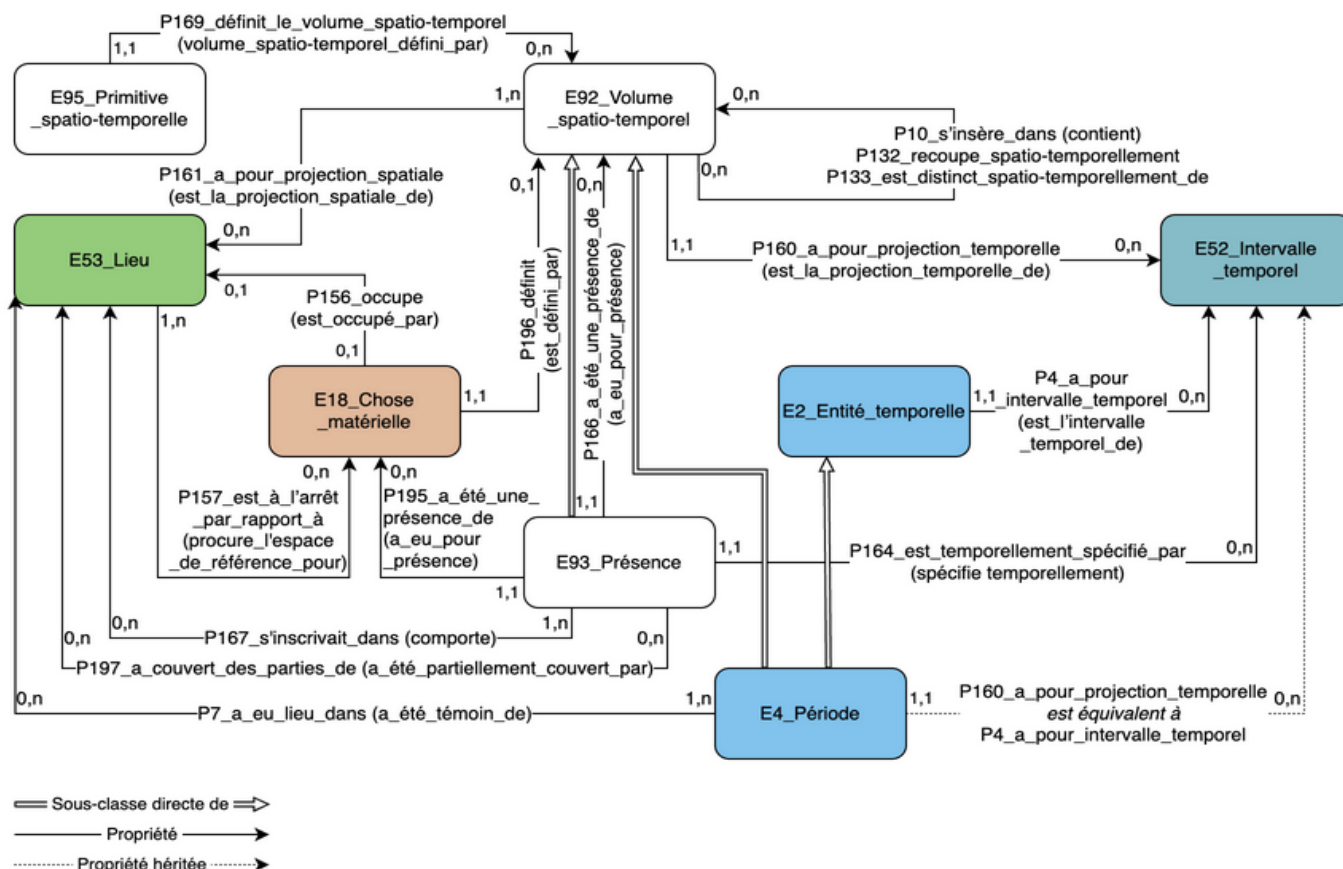 P169_définit_le_volume_spatio-temporel
(volume_spatio-temporel_défini_par)
1,1
0,n
E95_Primitive
_spatio-temporelle
E92_Volume
_spatio-temporel
1,n
0,n
P10_s'insère_dans (contient)
P132_recoupe_spatio-temporellement
P133_est_distinct_spatio-temporellement_de
0,n
P161_a_pour_projection_spatiale
(est_la_projection_spatiale_de)
0,n
0,1
P196_définit
(est_défini_par)
0,n
P166_a_été_une_présence_de
(a_eu_pour_présence)
1,1
P160_a_pour_projection_temporelle
(est_la_projection_temporelle_de)
0,n
E53_Lieu
E52_Intervalle
_temporel
0,1
P156_occupe
(est_occupé_par)
0,1
1,n
E18_Chose
_matérielle
1,1
E2_Entité_temporelle
1,1
P4_a_pour
_intervalle_temporel
(est_l'intervalle
_temporel_de)
0,n
0,n
0,n
P157_est_à_l'arrêt
_par_rapport_à
(procure_l'espace
_de_référence_pour)
P195_a_été_une_
présence_de
(a_eu_pour
_présence)
1,1
1,1
E93_Présence
1,1
P164_est_temporellement_spécifié_par
(spécifie temporellement)
0,n
0,n
P167_s'inscrivait_dans (comporte)
1,n
0,n
P197_a_couvert_des_parties_de (a_été_partiellement_couvert_par)
0,n
0,n
P7_a_eu_lieu_dans (a_été_témoin_de)
1,n
E4_Période
1,1
P160_a_pour_projection_temporelle
est équivalent à
P4_a_pour_intervalle_temporel
0,n
Sous-classe directe de
Propriété
Propriété héritée